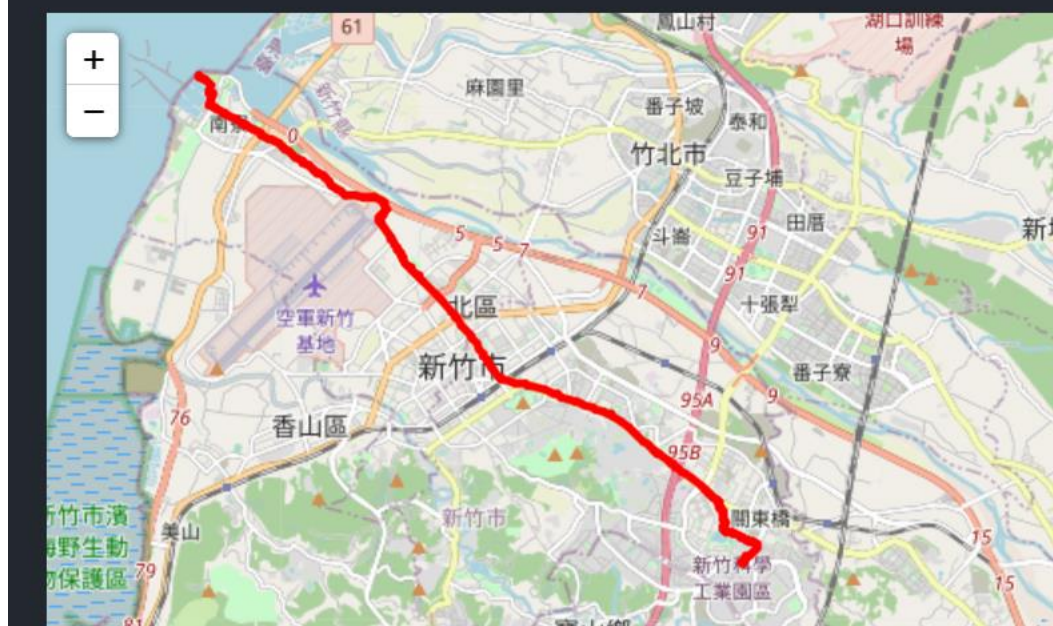 鳳山村
湖口訓練
場
61
+
麻園里
番子坡
泰和
−
南寮
0
竹北市
豆子埔
田厝
斗崙
新
5
5
7
91
91
7
北區
十張犁
空軍新竹
基地
9
新竹市
番子寮
9
95A
76
香山區
95B
新竹市
竹市濱
野生動
物保護區
美山
關東橋
新竹科學
工業園區
15
79
15
81
寶山鄉